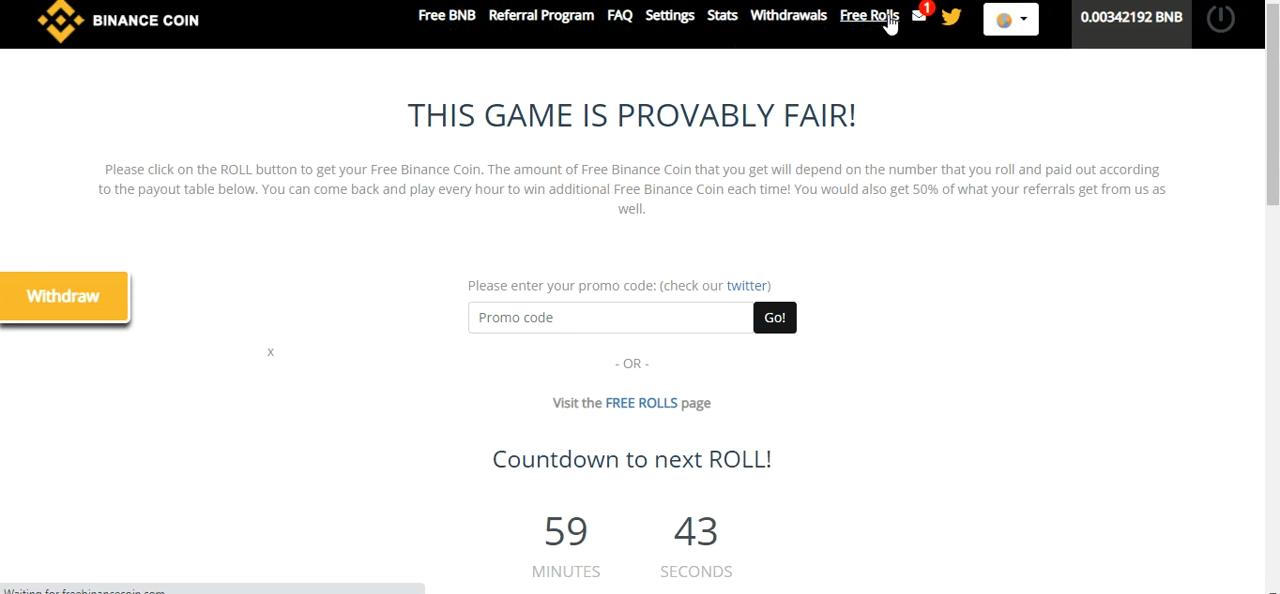 BINANCE COIN
Free BNB Referral Program FAQ Settings Stats Withdrawals Free Rolls 1 0.00342192 BNB
THIS GAME IS PROVABLY FAIR!
Please click on the ROLL button to get your Free Binance Coin. The amount of Free Binance Coin that you get will depend on the number that you roll and paid out according
to the payout table below. You can come back and play every hour to win additional Free Binance Coin each time! You would also get 50% of what your referrals get from us as
well.
Withdraw
Please enter your promo code: (check our twitter)
Promo code Go!
x
- OR -
Visit the FREE ROLLS page
Countdown to next ROLL!
59 43
MINUTES SECONDS
Waiting for freebinancecoin.com